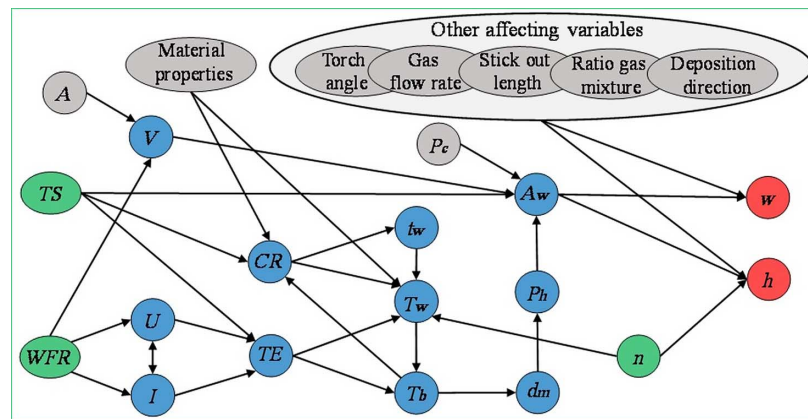 Other affecting variables
Material
properties
Torch
angle
Gas
flow rate
Stick out
length
Ratio gas
mixture
Deposition
direction
A
V
Pc
TS
Aw
w
tw
CR
h
Tw
Ph
U
WFR
TE
n
I
Tb
dm